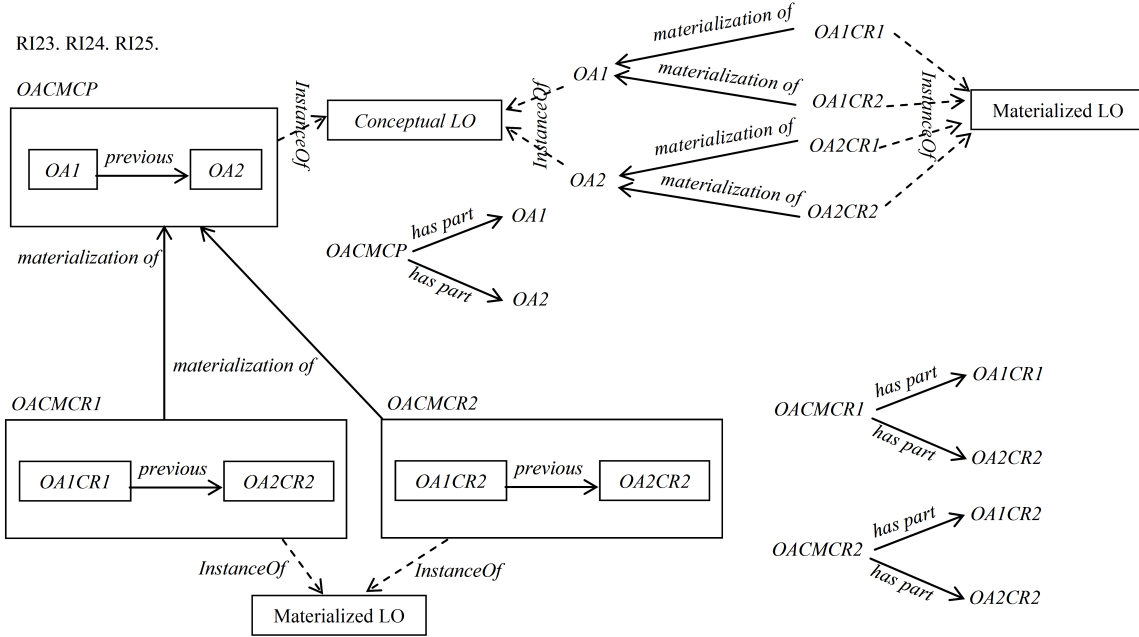 RI23. RI24. RI25.
OACMCP
OA1
previous
OA2
InstanceOf
Conceptual LO
InstanceOf
OA1
OA2
materialization of
OA1CR1
materialization of
OA1CR2
materialization of
OA2CR1
materialization of
OA2CR2
InstanceOf
Materialized LO
OACMCP
has part
OA1
has part
OA2
materialization of
materialization of
OACMCR1
OA1CR1
previous
OA2CR2
OACMCR2
OA1CR2
previous
OA2CR2
InstanceOf
InstanceOf
Materialized LO
OACMCR1
has part
OA1CR1
has part
OA2CR2
OACMCR2
has part
OA1CR2
has part
OA2CR2